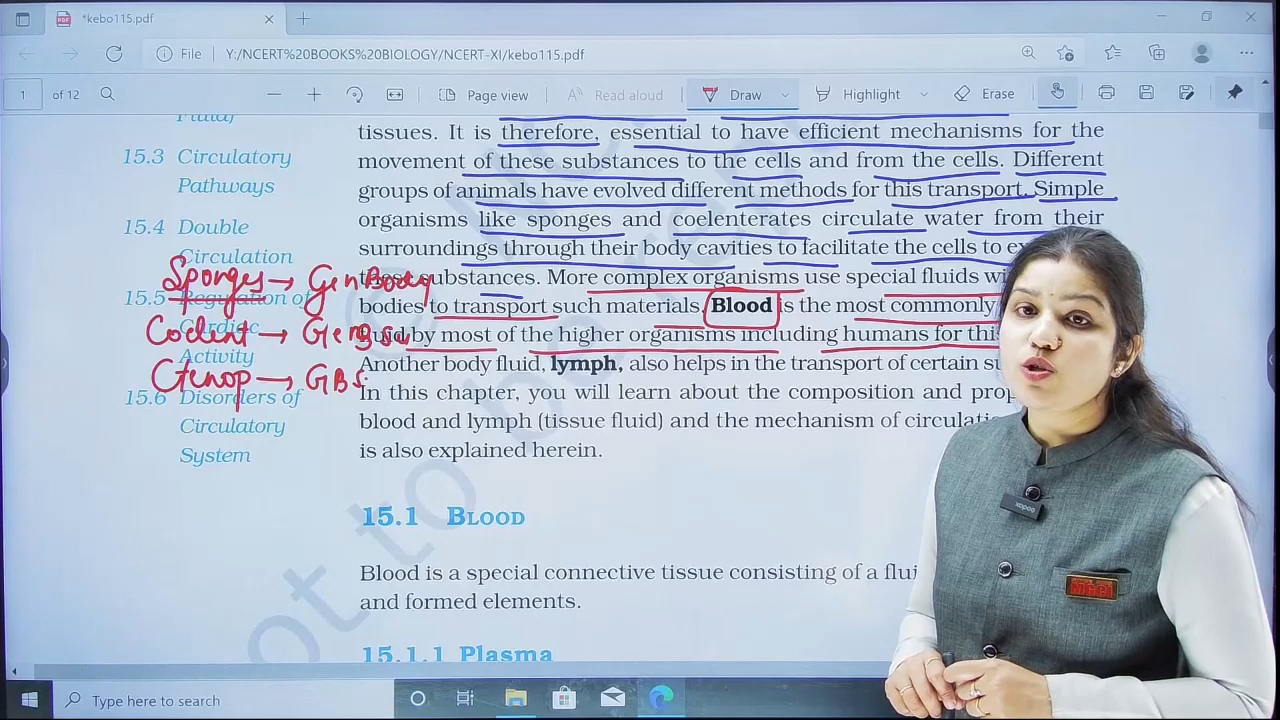 *kebo115.pdf
File Y:/NCERT%20BOOKS%20BIOLOGY/NCERT-XI/kebo115.pdf
1 of 12 Page view Read aloud Draw Highlight Erase
Fluid)
15.3 Circulatory
Pathways
15.4 Double
Circulation
15.5 Regulation of
Cardiac
Activity
15.6 Disorders of
Circulatory
System
Sponges → Gen Body
Coelent → Gen
Ctenop → GBS
tissues. It is therefore, essential to have efficient mechanisms for the
movement of these substances to the cells and from the cells. Different
groups of animals have evolved different methods for this transport. Simple
organisms like sponges and coelenterates circulate water from their
surroundings through their body cavities to facilitate the cells to
substances. More complex organisms use special fluids
bodies to transport such materials. Blood is the most commonly
by most of the higher organisms including humans for
Another body fluid, lymph, also helps in the transport of certain
In this chapter, you will learn about the composition and
blood and lymph (tissue fluid) and the mechanism of
is also explained herein.
15.1 BLOOD
Blood is a special connective tissue consisting of a
and formed elements.
15.1.1 Plasma
Type here to search